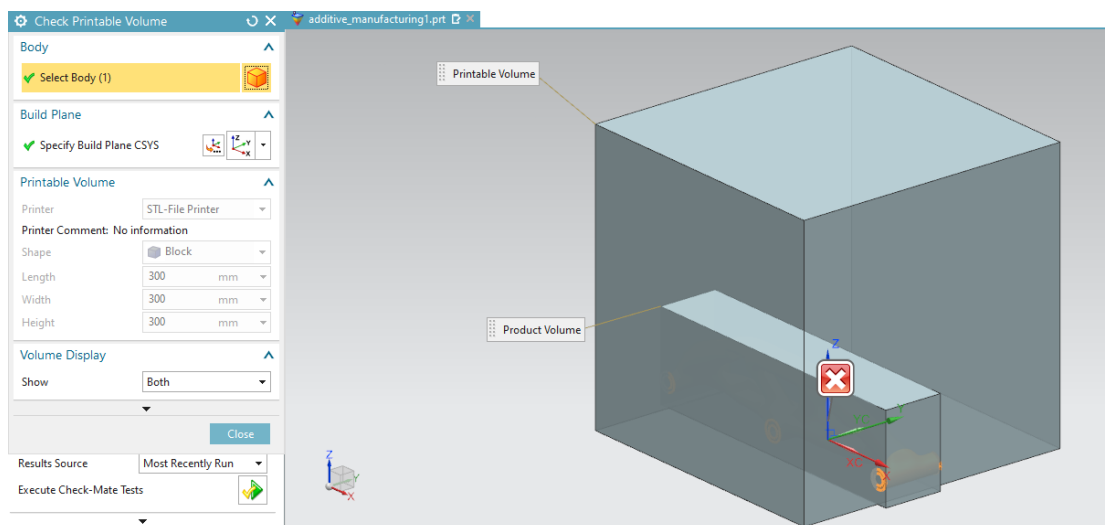 Check Printable Volume
additive_manufacturing1.prt
Body
Select Body (1)
Build Plane
Specify Build Plane CSYS
Z
Y
X
Printable Volume
Printer STL-File Printer
Printer Comment: No information
Shape Block
Length 300 mm
Width 300 mm
Height 300 mm
Volume Display
Show Both
Close
Results Source Most Recently Run
Execute Check-Mate Tests
Printable Volume
Product Volume
Z
Y
XC
X
Z
Y
X